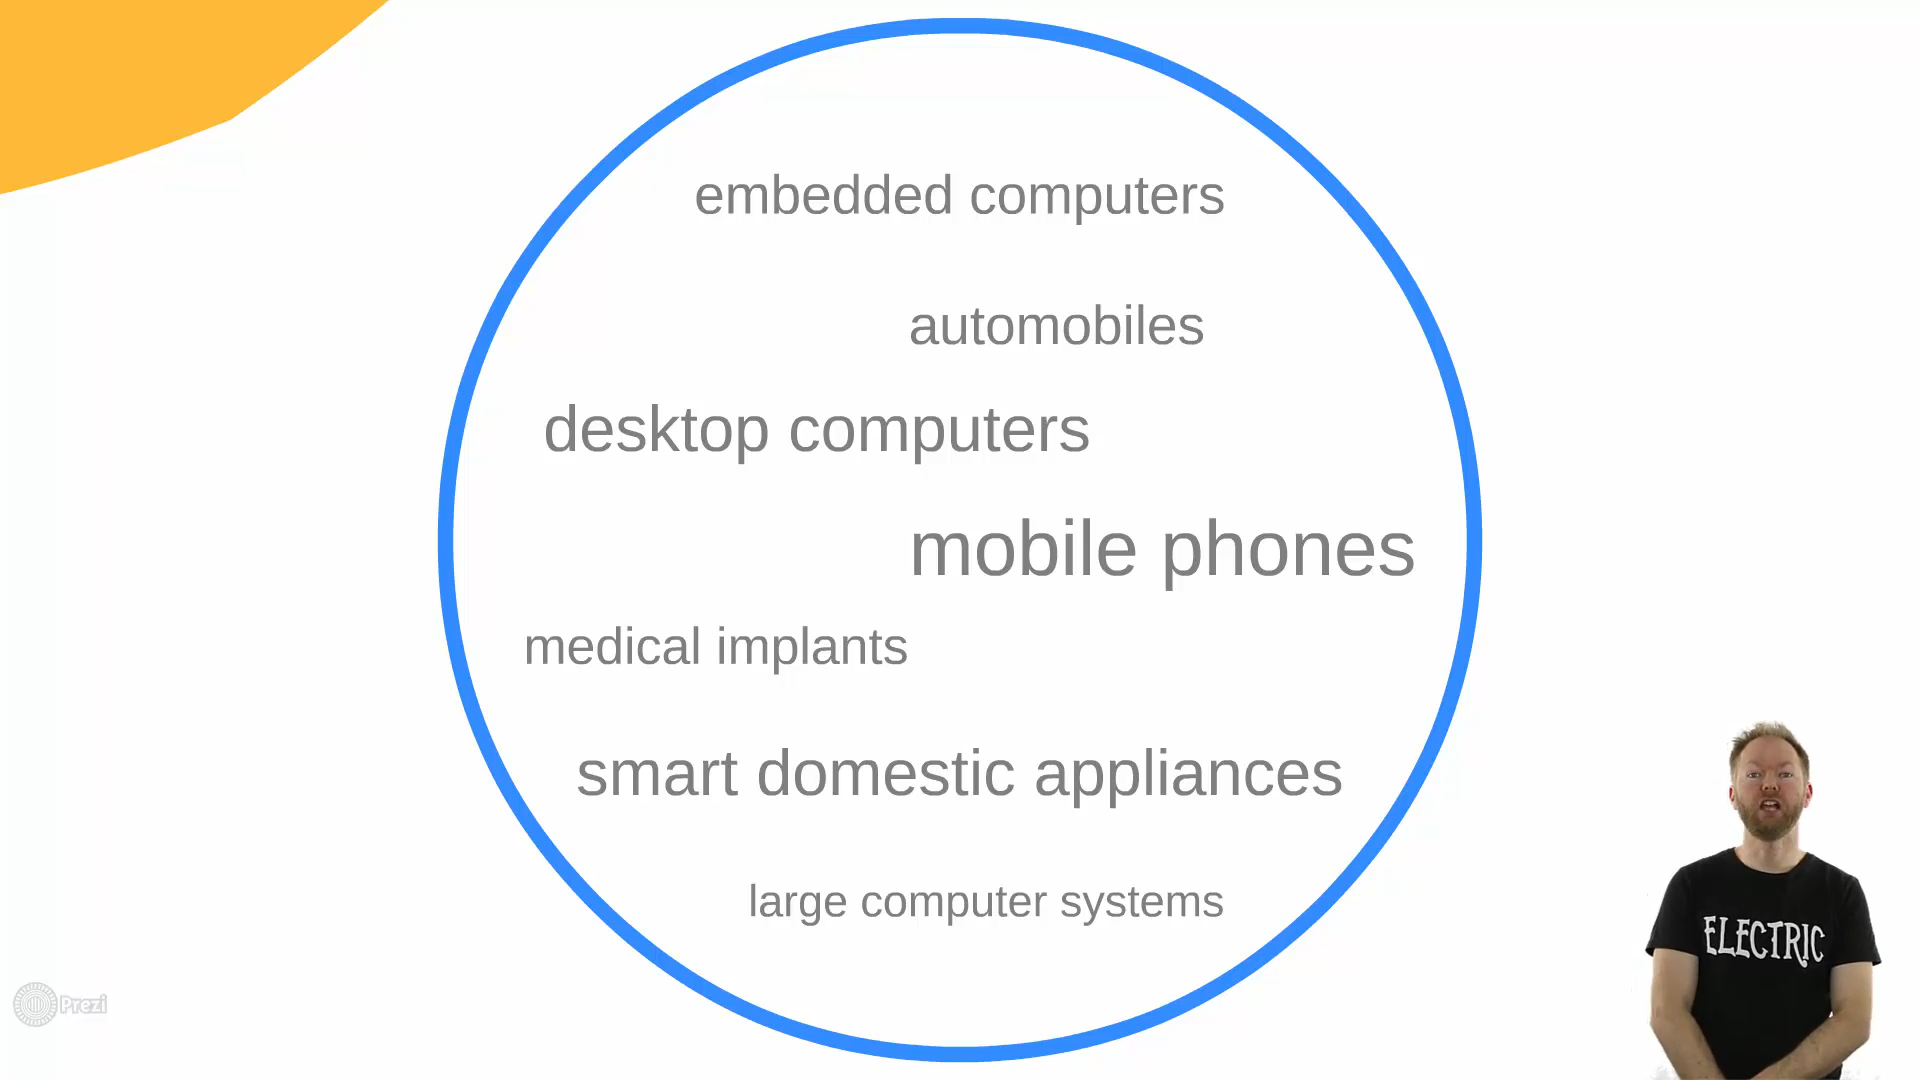 embedded computers
automobiles
desktop computers
mobile phones
medical implants
smart domestic appliances
large computer systems
ELECTRIC
Prezi